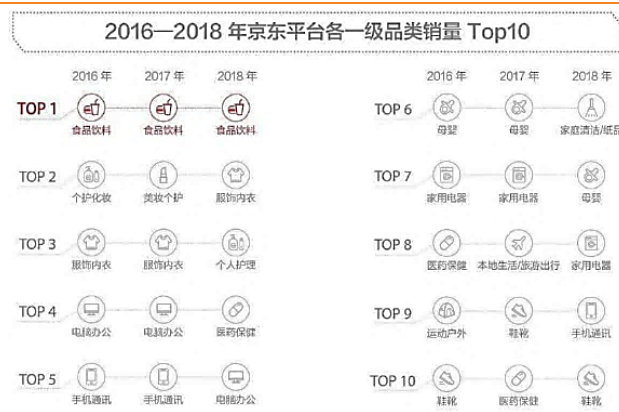 2016—2018 年京东平台各一级品类销量 Top10
2016 年 2017 年 2018 年
TOP 1
食品饮料 食品饮料 食品饮料
TOP 2
个护化妆 美妆个护 服饰内衣
TOP 3
服饰内衣 服饰内衣 个人护理
TOP 4
电脑办公 电脑办公 医药保健
TOP 5
手机通讯 手机通讯 电脑办公
2016 年 2017 年 2018 年
TOP 6
母婴 母婴 家庭清洁/纸品
TOP 7
家用电器 家用电器 母婴
TOP 8
医药保健 本地生活/旅游出行 家用电器
TOP 9
运动户外 鞋靴 手机通讯
TOP 10
鞋靴 医药保健 鞋靴